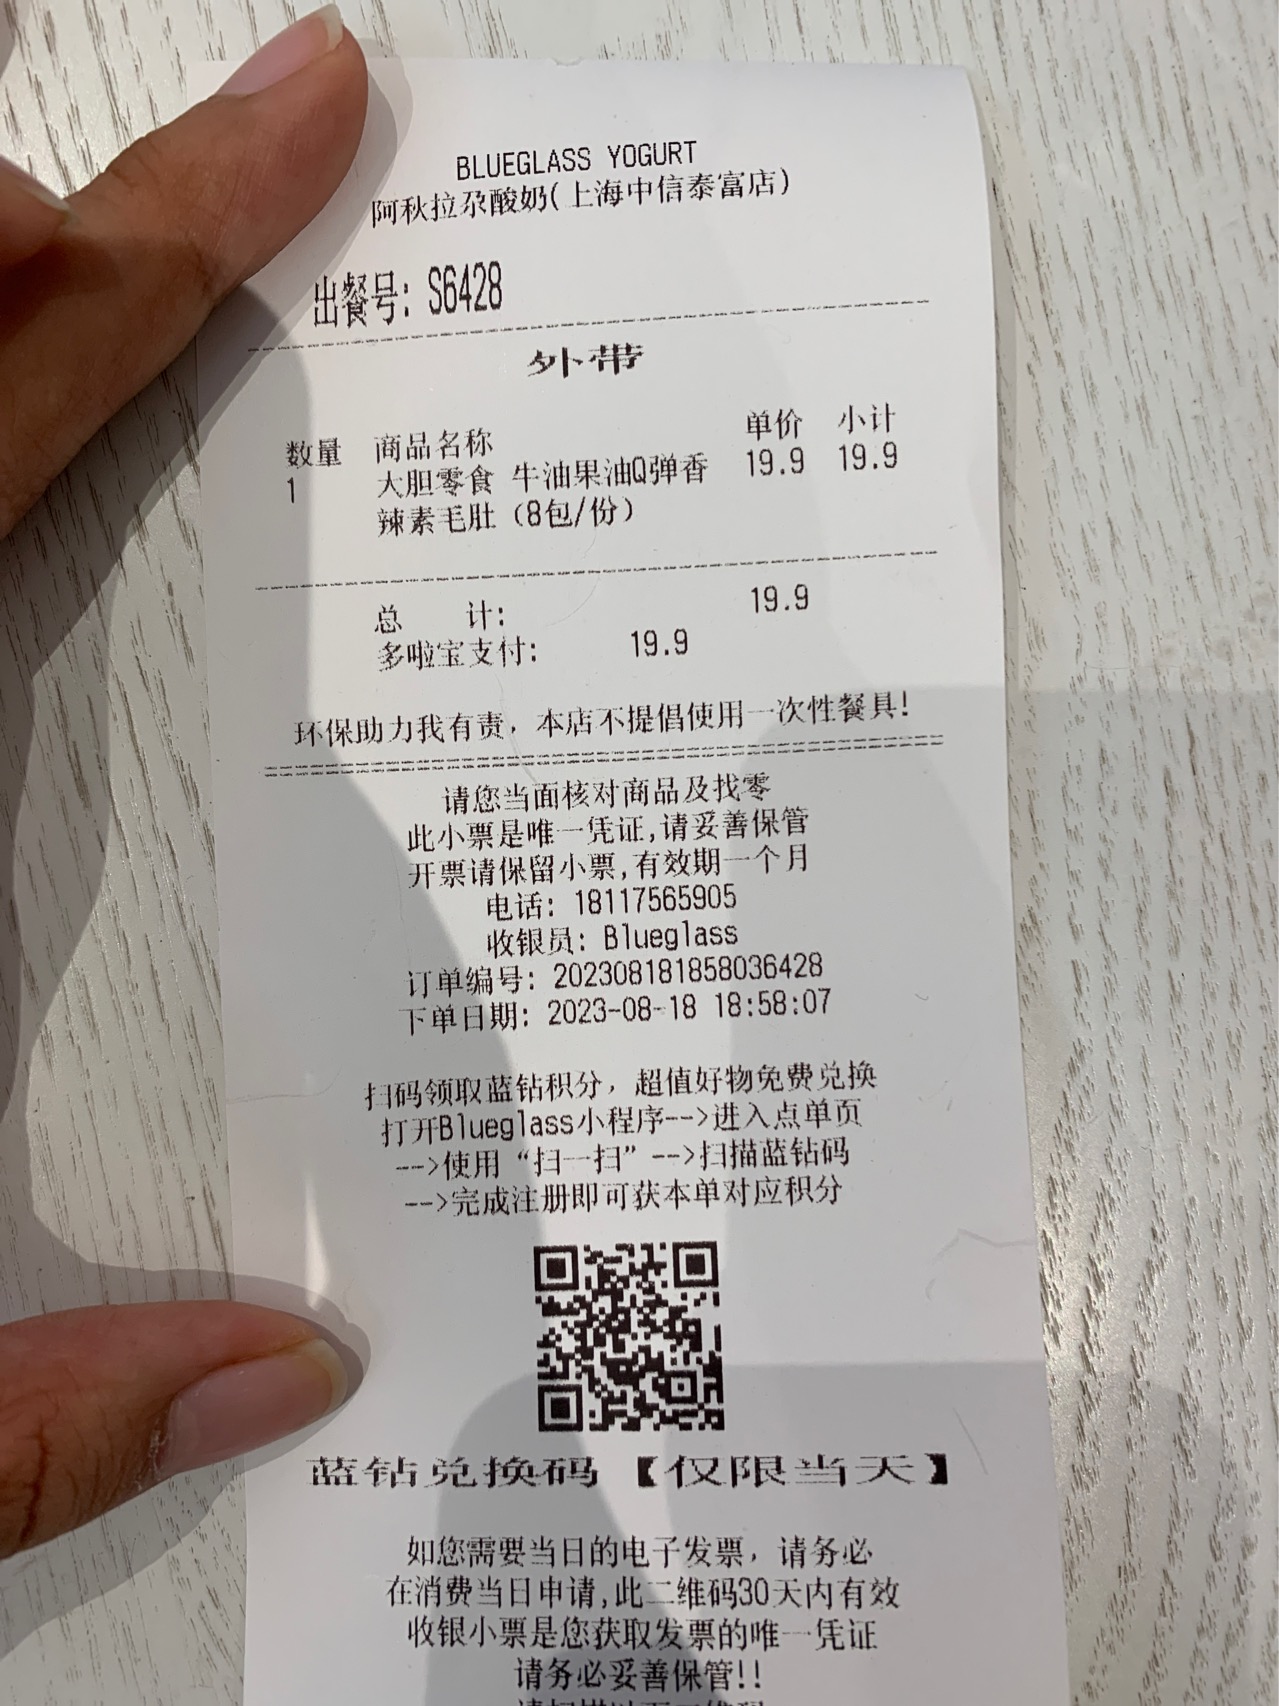 BLUEGLASS YOGURT
阿秋拉尕酸奶(上海中信泰富店)
出餐号: S6428
外带
数量 商品名称 单价 小计
1 大胆零食 牛油果油Q弹香 19.9 19.9
辣素毛肚（8包/份）
总 计: 19.9
多啦宝支付: 19.9
环保助力我有责，本店不提倡使用一次性餐具!
请您当面核对商品及找零
此小票是唯一凭证,请妥善保管
开票请保留小票,有效期一个月
电话: 18117565905
收银员: Blueglass
订单编号: 202308181858036428
下单日期: 2023-08-18 18:58:07
扫码领取蓝钻积分，超值好物免费兑换
打开Blueglass小程序-->进入点单页
-->使用“扫一扫”-->扫描蓝钻码
-->完成注册即可获本单对应积分
蓝钻兑换码【仅限当天】
如您需要当日的电子发票，请务必
在消费当日申请,此二维码30天内有效
收银小票是您获取发票的唯一凭证
请务必妥善保管!!